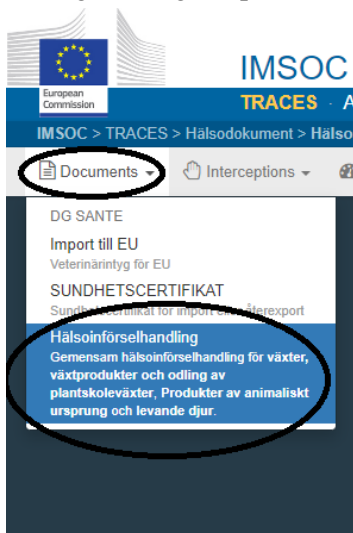 European
Commission
IMSOC
TRACES · A
IMSOC > TRACES > Hälsodokument > Hälso
Documents
Interceptions
DG SANTE
Import till EU
Veterinärintyg för EU
SUNDHETSCERTIFIKAT
Sundhetscertifikat för import eller återexport
Hälsoinförselhandling
Gemensam hälsoinförselhandling för växter,
växtprodukter och odling av
plantskoleväxter, Produkter av animaliskt
ursprung och levande djur.